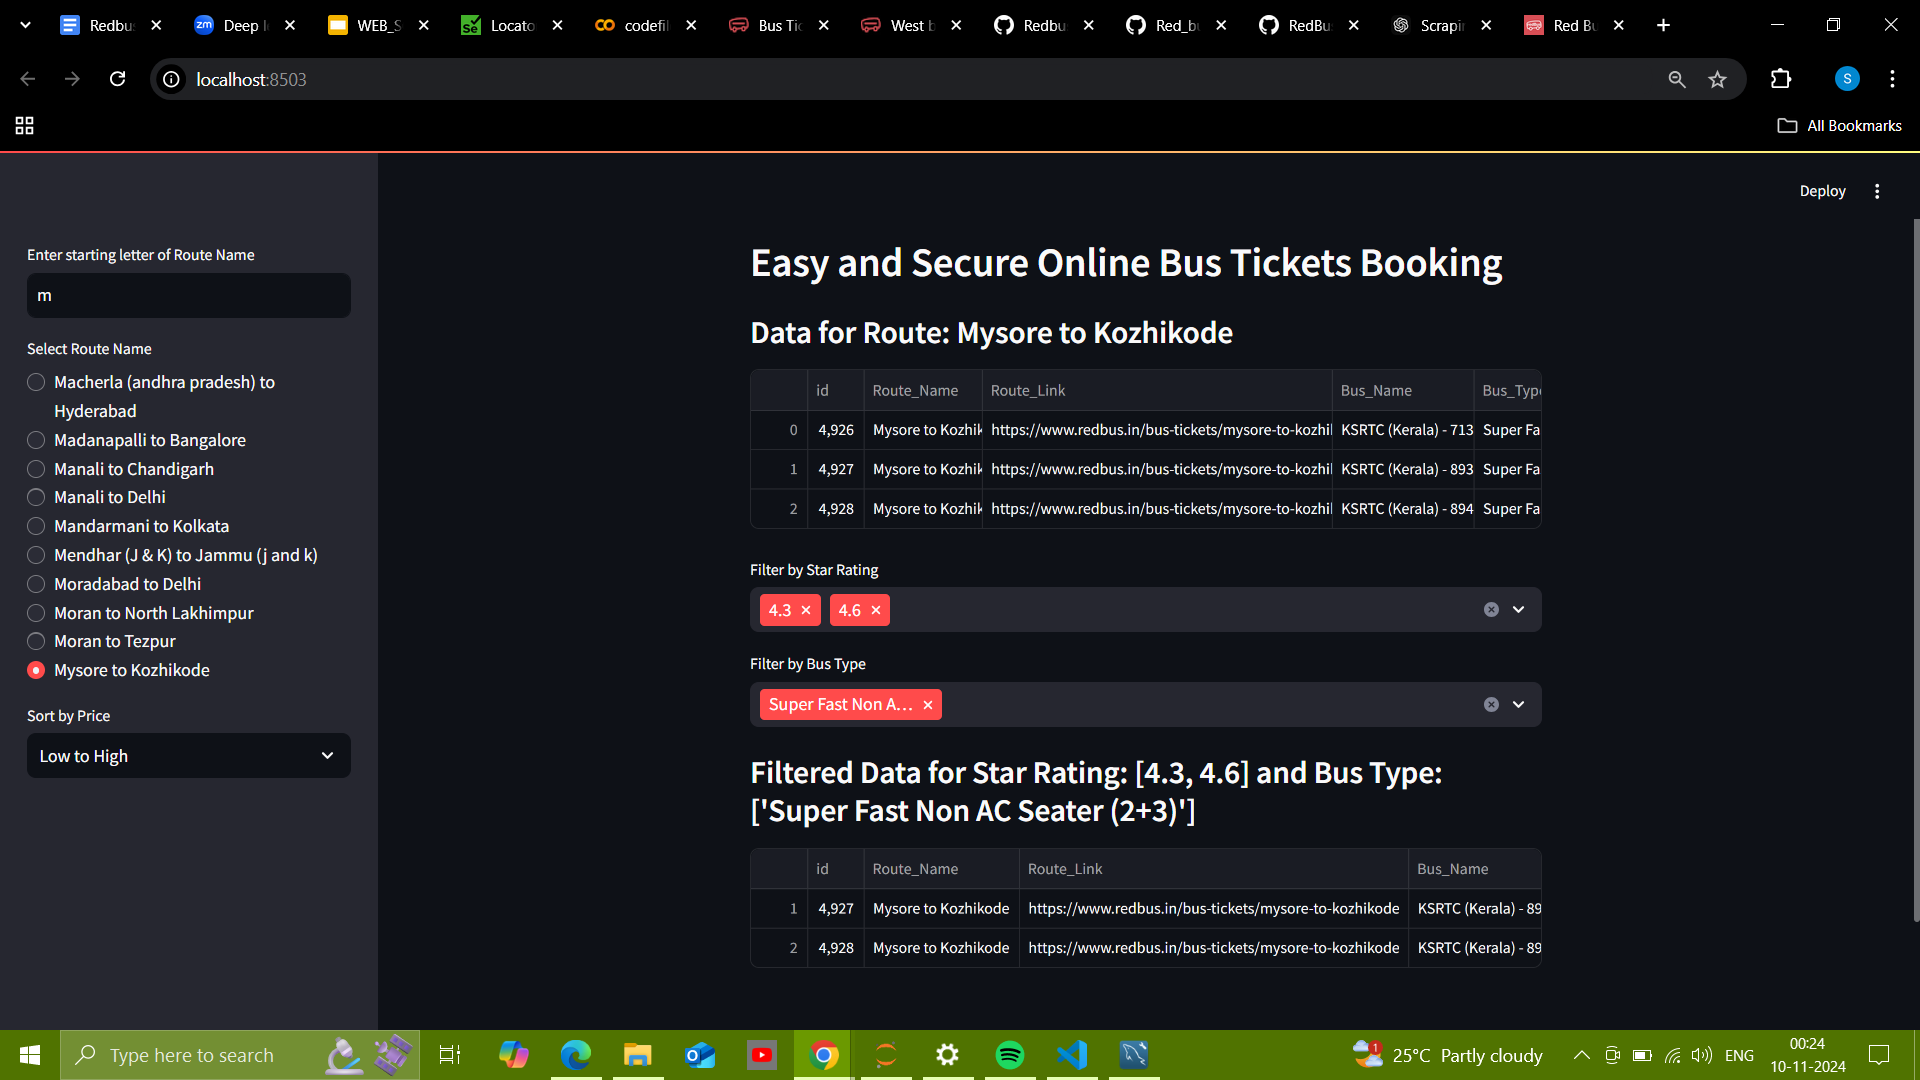 Redbu
Deep l
WEB_S
Locato
codefil
Bus Tic
West b
Redbu
Red_bu
RedBu
Scrapin
Red Bu
localhost:8503
S
All Bookmarks
Deploy
Enter starting letter of Route Name
m
Select Route Name
Macherla (andhra pradesh) to
Hyderabad
Madanapalli to Bangalore
Manali to Chandigarh
Manali to Delhi
Mandarmani to Kolkata
Mendhar (J & K) to Jammu (j and k)
Moradabad to Delhi
Moran to North Lakhimpur
Moran to Tezpur
Mysore to Kozhikode
Sort by Price
Low to High
Easy and Secure Online Bus Tickets Booking
Data for Route: Mysore to Kozhikode
id Route_Name Route_Link Bus_Name Bus_Type
0 4,926 Mysore to Kozhik https://www.redbus.in/bus-tickets/mysore-to-kozhil KSRTC (Kerala) - 713 Super Fa
1 4,927 Mysore to Kozhik https://www.redbus.in/bus-tickets/mysore-to-kozhil KSRTC (Kerala) - 893 Super Fa
2 4,928 Mysore to Kozhik https://www.redbus.in/bus-tickets/mysore-to-kozhil KSRTC (Kerala) - 894 Super Fa
Filter by Star Rating
4.3 4.6
Filter by Bus Type
Super Fast Non A...
Filtered Data for Star Rating: [4.3, 4.6] and Bus Type:
['Super Fast Non AC Seater (2+3)']
id Route_Name Route_Link Bus_Name
1 4,927 Mysore to Kozhikode https://www.redbus.in/bus-tickets/mysore-to-kozhikode KSRTC (Kerala) - 89
2 4,928 Mysore to Kozhikode https://www.redbus.in/bus-tickets/mysore-to-kozhikode KSRTC (Kerala) - 89
Type here to search
1
25°C Partly cloudy
ENG
00:24
10-11-2024